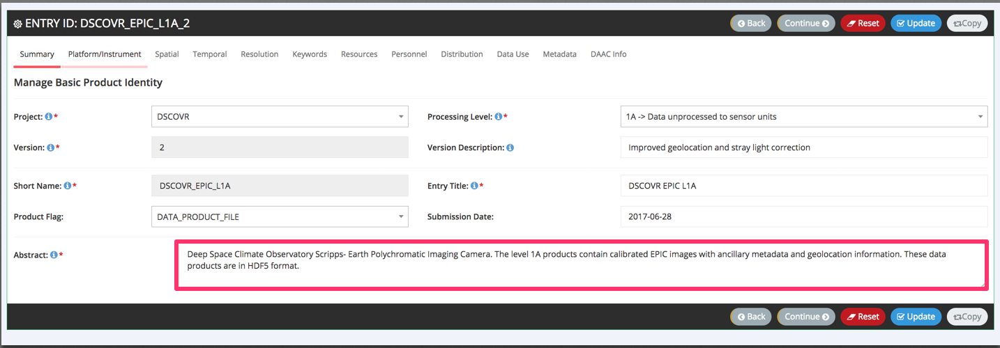 ENTRY ID: DSCOVR_EPIC_L1A_2 Back Continue Reset Update Copy
Summary Platform/Instrument Spatial Temporal Resolution Keywords Resources Personnel Distribution Data Use Metadata DAAC Info
Manage Basic Product Identity
Project: * DSCOVR Processing Level: * 1A -> Data unprocessed to sensor units
Version: * 2 Version Description: Improved geolocation and stray light correction
Short Name: * DSCOVR_EPIC_L1A Entry Title: * DSCOVR EPIC L1A
Product Flag: DATA_PRODUCT_FILE Submission Date: 2017-06-28
Abstract: * Deep Space Climate Observatory Scripps- Earth Polychromatic Imaging Camera. The level 1A products contain calibrated EPIC images with ancillary metadata and geolocation information. These data
products are in HDF5 format.
Back Continue Reset Update Copy